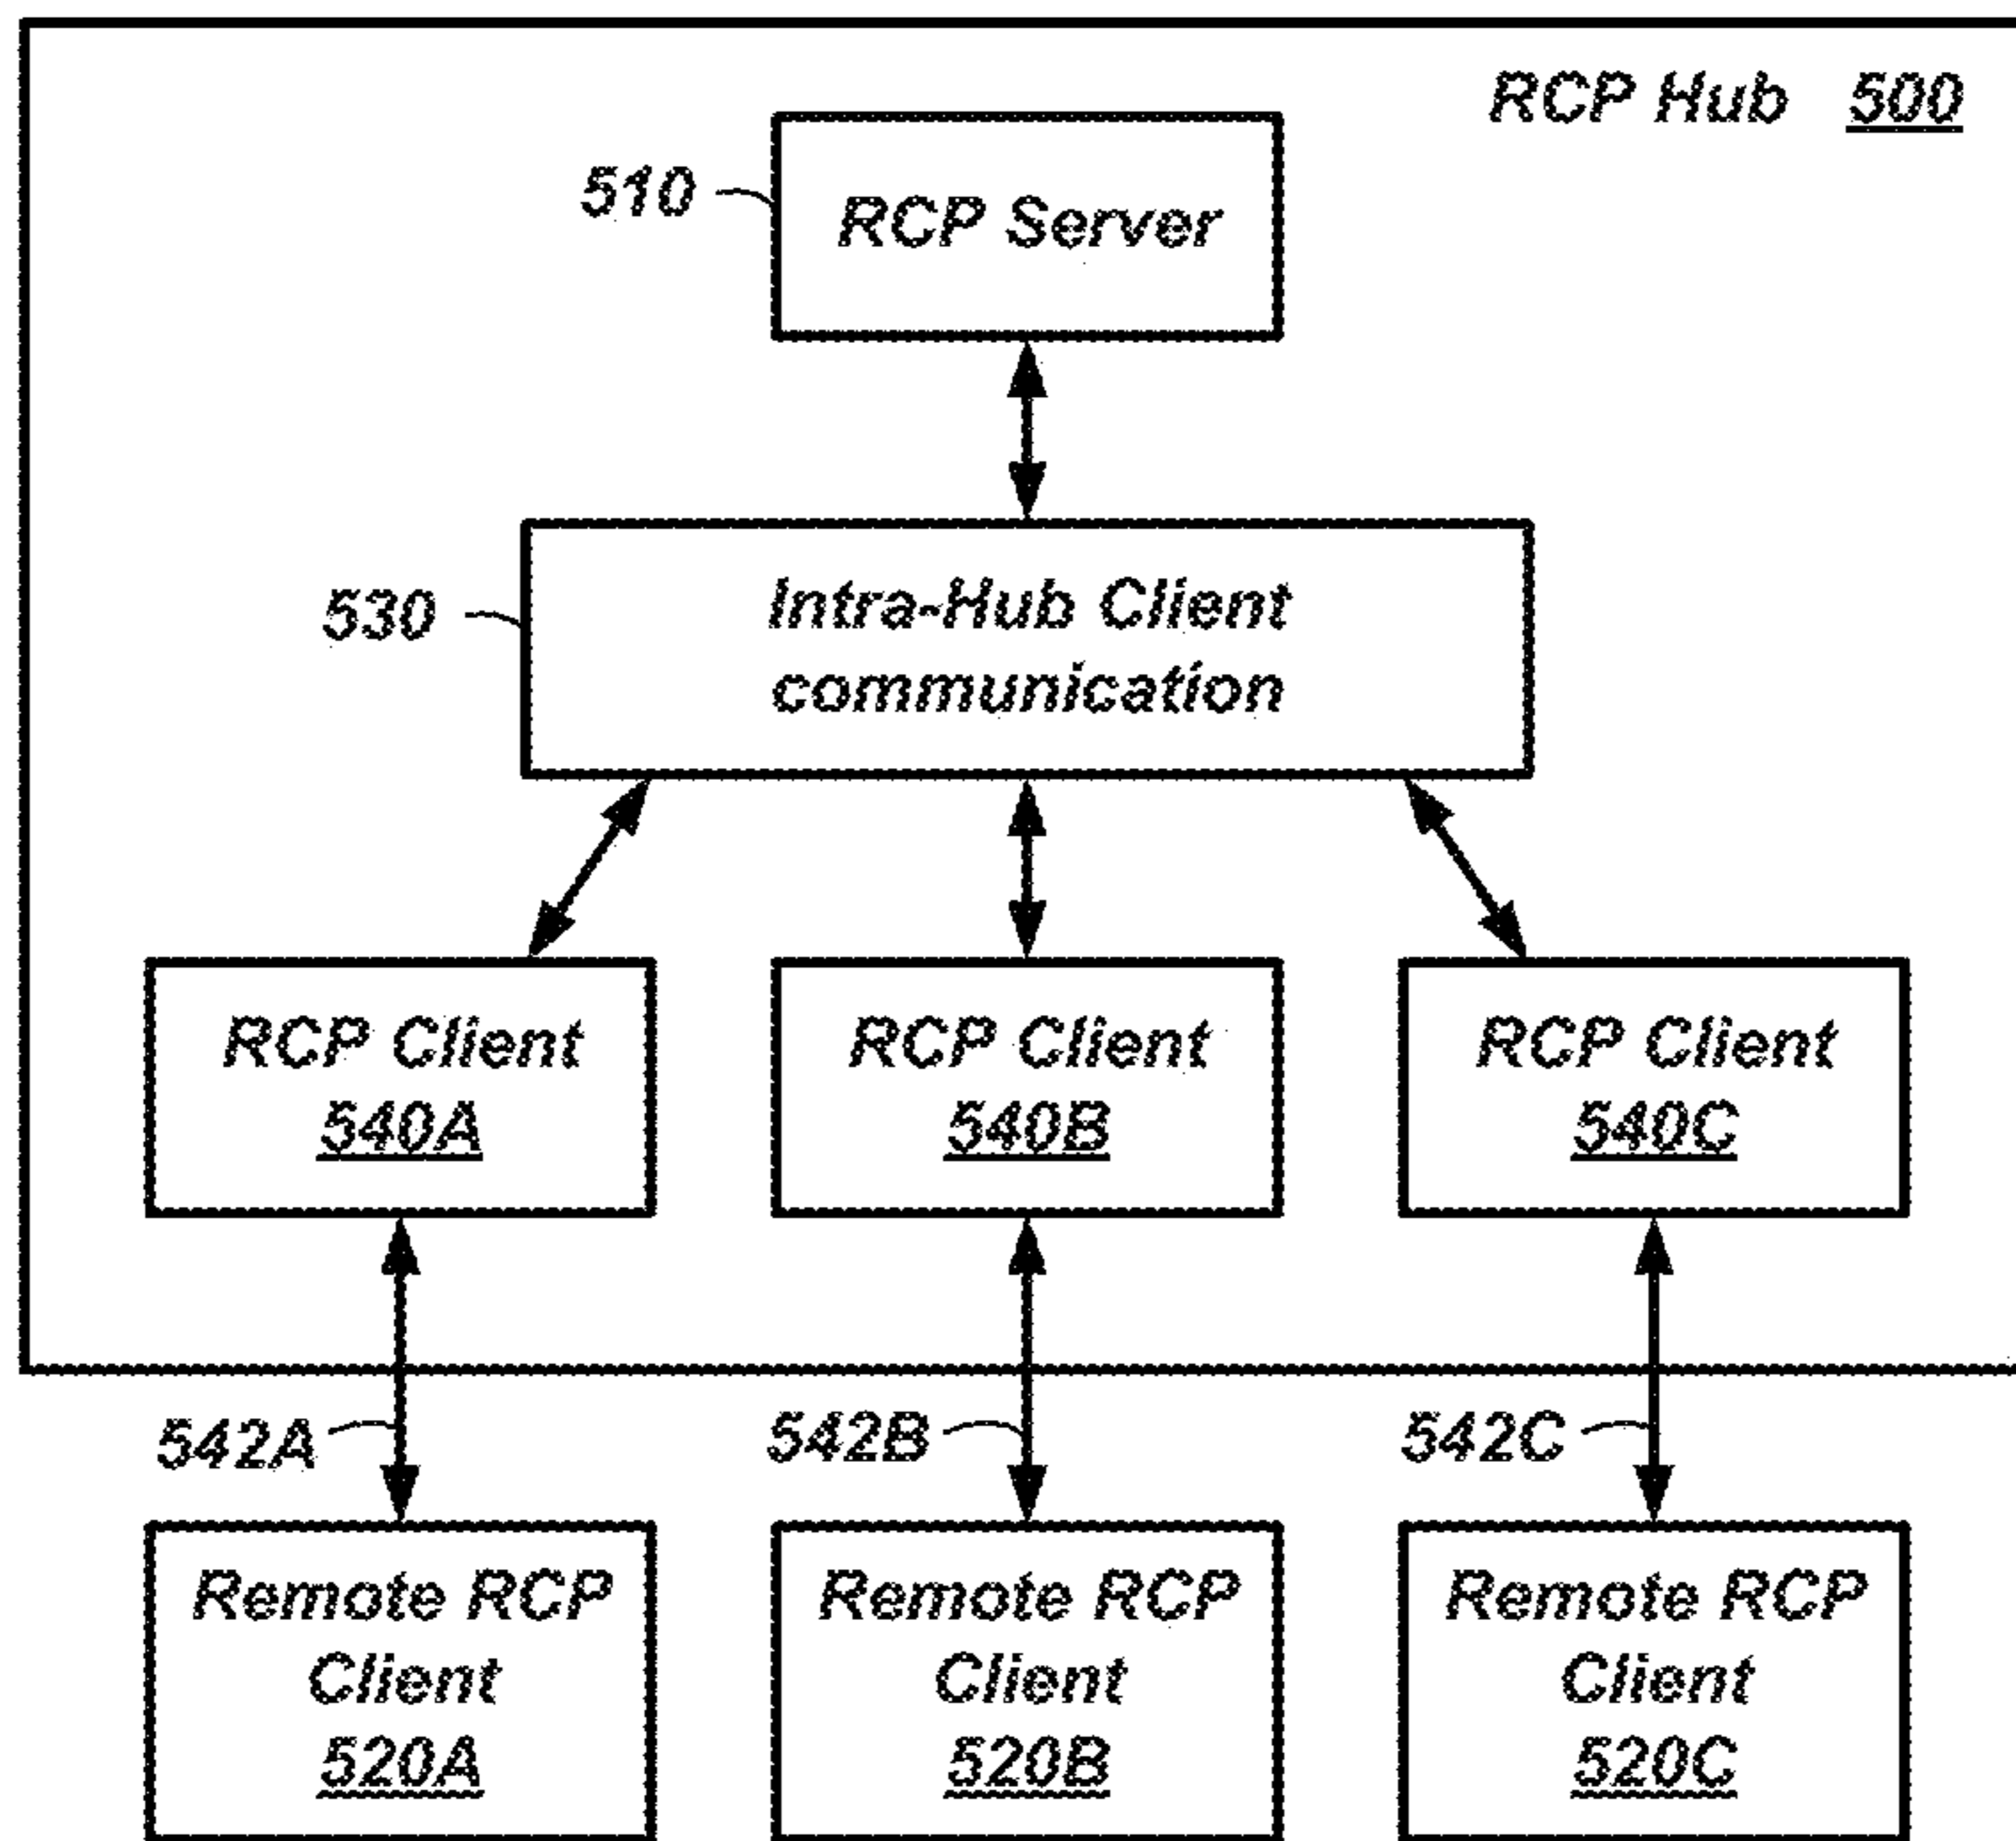 RCP Hub 500
510
RCP Server
530
Intra-Hub Client
communication
RCP Client
540A
RCP Client
540B
RCP Client
540C
542A
542B
542C
Remote RCP
Client
520A
Remote RCP
Client
520B
Remote RCP
Client
520C